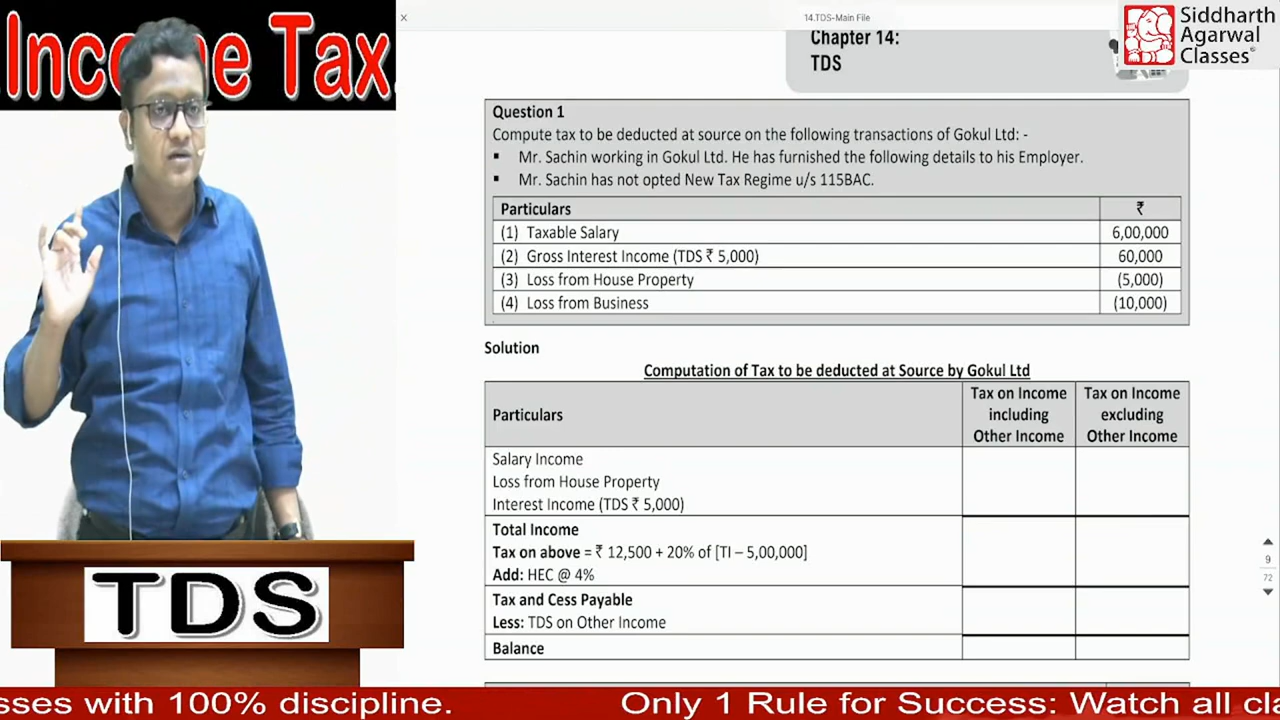 Income Tax.
14.TDS-Main File
Siddharth
Agarwal
Classes®
Chapter 14:
TDS
Question 1
Compute tax to be deducted at source on the following transactions of Gokul Ltd: -
▪ Mr. Sachin working in Gokul Ltd. He has furnished the following details to his Employer.
▪ Mr. Sachin has not opted New Tax Regime u/s 115BAC.
Particulars ₹
(1) Taxable Salary 6,00,000
(2) Gross Interest Income (TDS ₹ 5,000) 60,000
(3) Loss from House Property (5,000)
(4) Loss from Business (10,000)
Solution
Computation of Tax to be deducted at Source by Gokul Ltd
Particulars
Tax on Income
including
Other Income
Tax on Income
excluding
Other Income
Salary Income
Loss from House Property
Interest Income (TDS ₹ 5,000)
Total Income
Tax on above = ₹ 12,500 + 20% of [TI – 5,00,000]
Add: HEC @ 4%
Tax and Cess Payable
Less: TDS on Other Income
Balance
9
72
TDS
sses with 100% discipline. Only 1 Rule for Success: Watch all cla